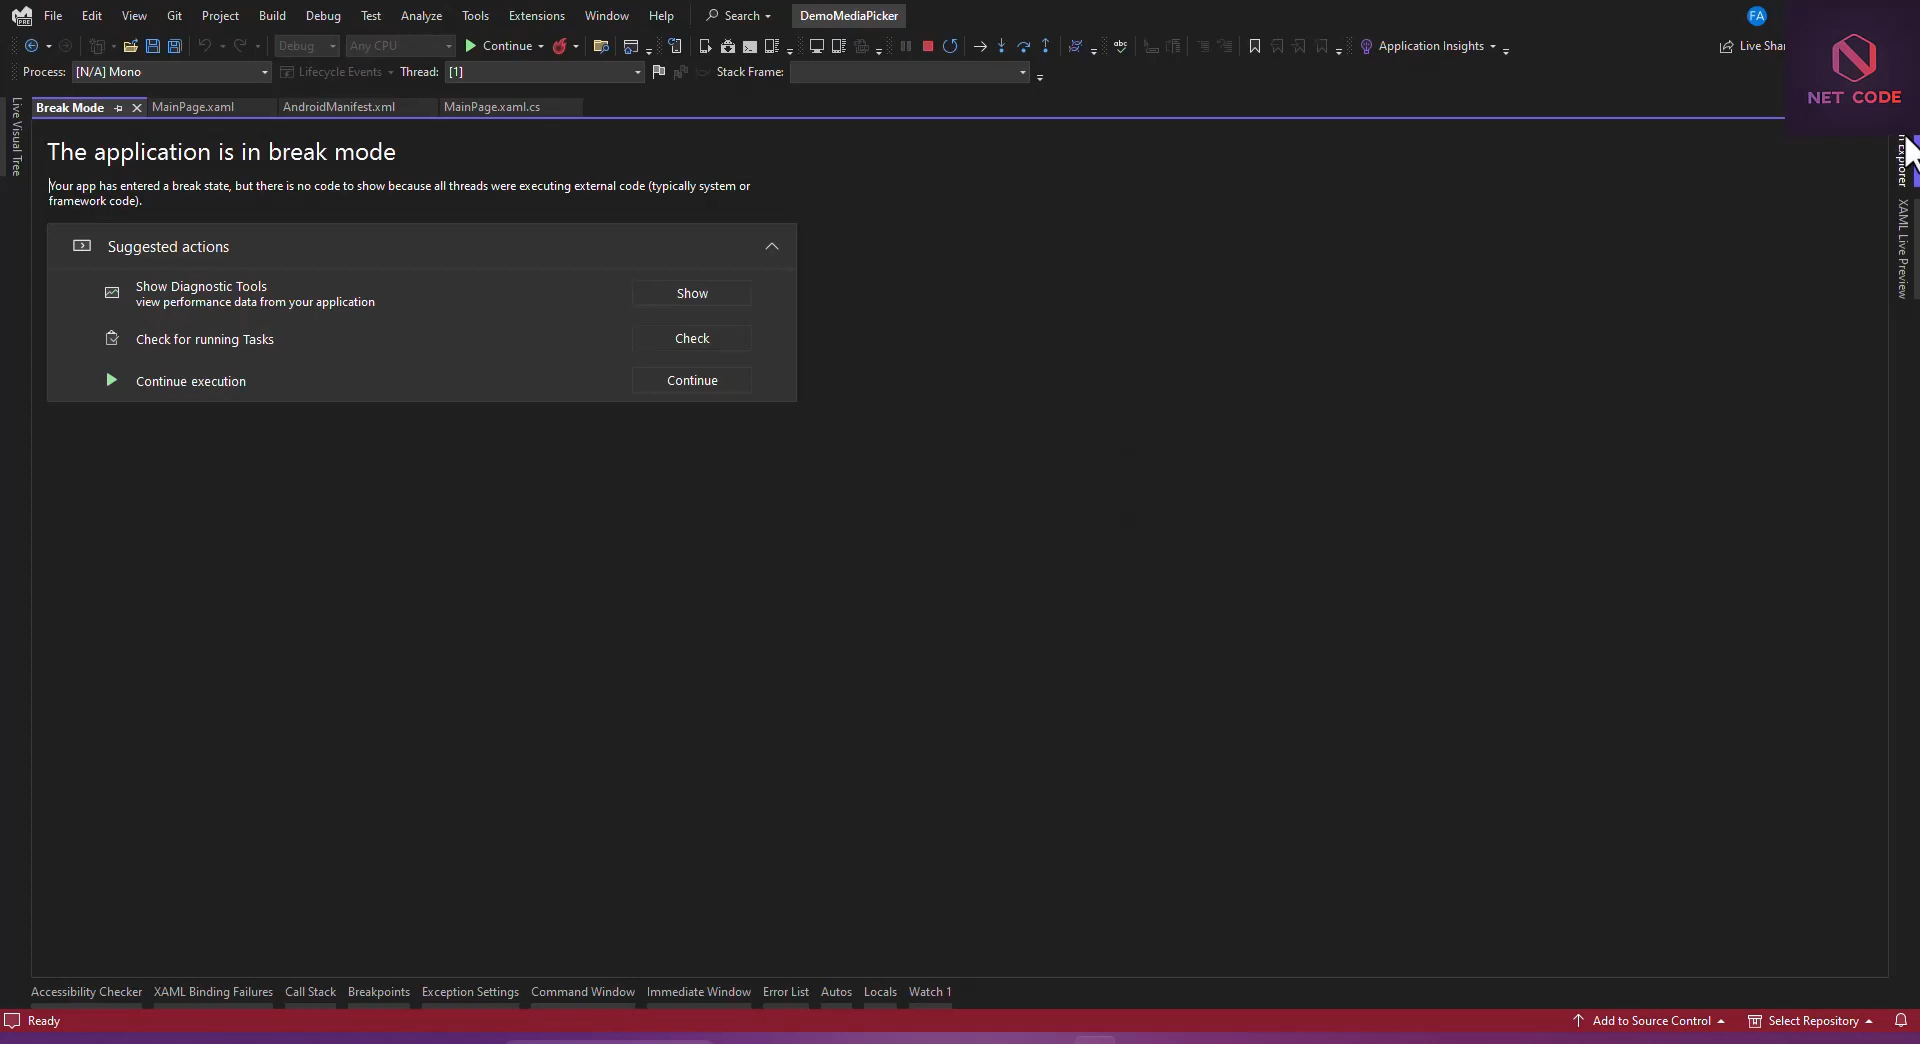 File Edit View Git Project Build Debug Test Analyze Tools Extensions Window Help Search DemoMediaPicker FA
Debug Any CPU Continue Application Insights Live Shar
Process: [N/A] Mono Lifecycle Events Thread: [1] Stack Frame:
NET CODE
Break Mode MainPage.xaml AndroidManifest.xml MainPage.xaml.cs
Live Visual Tree
The application is in break mode
Your app has entered a break state, but there is no code to show because all threads were executing external code (typically system or
framework code).
Suggested actions
Show Diagnostic Tools
view performance data from your application
Show
Check for running Tasks
Check
Continue execution
Continue
n Explorer
XAML Live Preview
Accessibility Checker XAML Binding Failures Call Stack Breakpoints Exception Settings Command Window Immediate Window Error List Autos Locals Watch 1
Ready Add to Source Control Select Repository